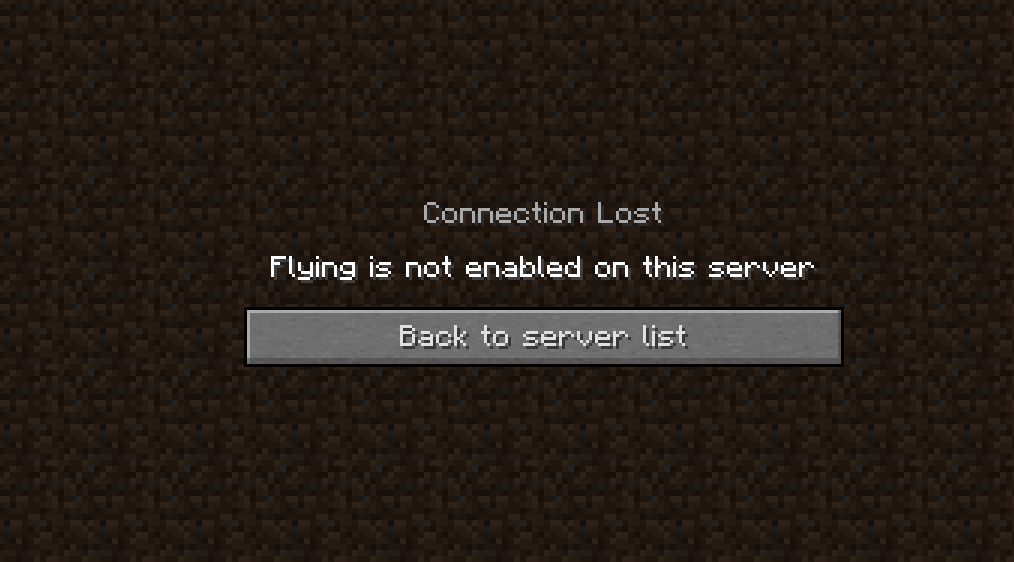 Connection Lost
Flying is not enabled on this server
Back to server list